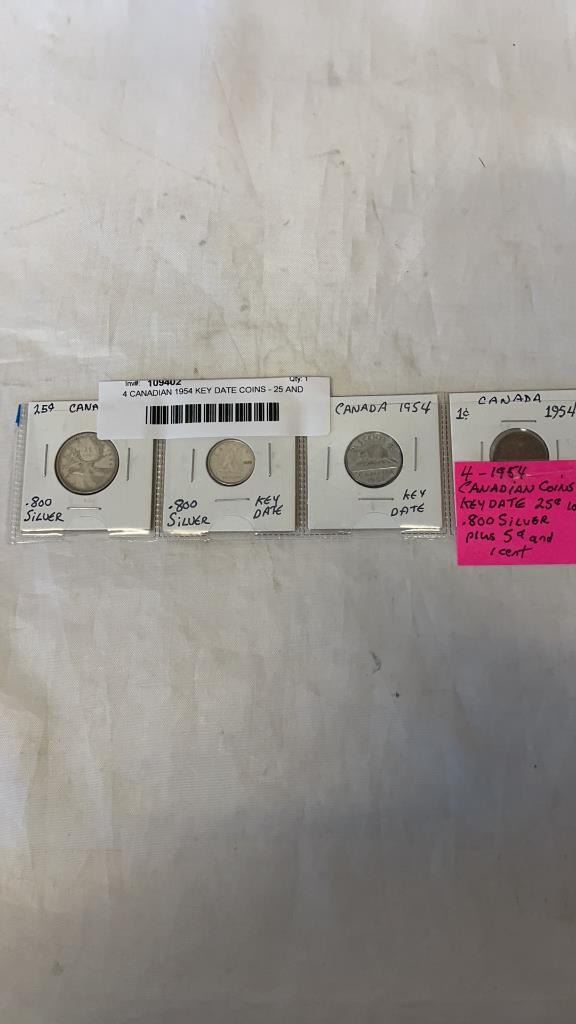 Inv#: 109402 Qty: 1
4 CANADIAN 1954 KEY DATE COINS - 25 AND
25¢ CANA
.800
SILVER
.800
SILVER
KEY
DATE
CANADA 1954
KEY
DATE
CANADA
1¢ 1954
4 - 1954
CANADIAN COINS
KEY DATE 25¢
.800 SILVER
plus 5¢ and
1 cent